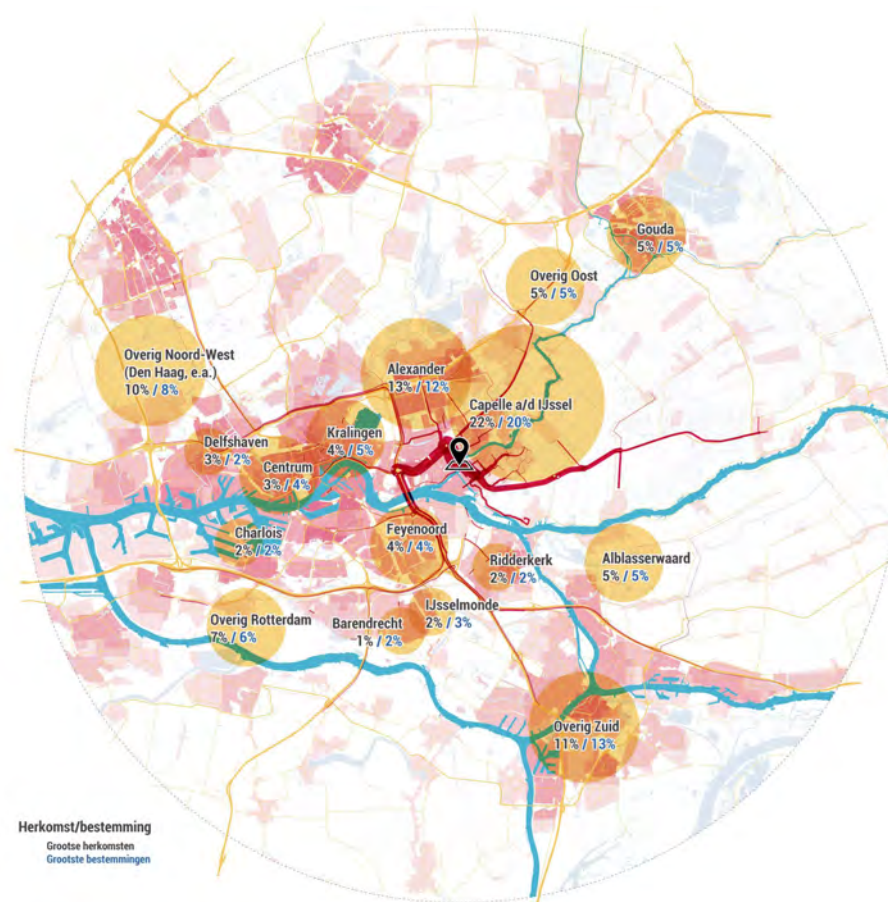 Gouda
5% / 5%
Overig Oost
5% / 5%
Overig Noord-West
(Den Haag, e.a.)
10% / 8%
Alexander
13% / 12%
Capelle a/d IJssel
22% / 20%
Kralingen
4% / 5%
Delfshaven
3% / 2%
Centrum
3% / 4%
Charlois
2% / 2%
Feyenoord
4% / 4%
Ridderkerk
2% / 2%
Alblasserwaard
5% / 5%
IJsselmonde
2% / 3%
Overig Rotterdam
7% / 6%
Barendrecht
1% / 2%
Overig Zuid
11% / 13%
Herkomst/bestemming
Grootse herkomsten
Grootste bestemmingen